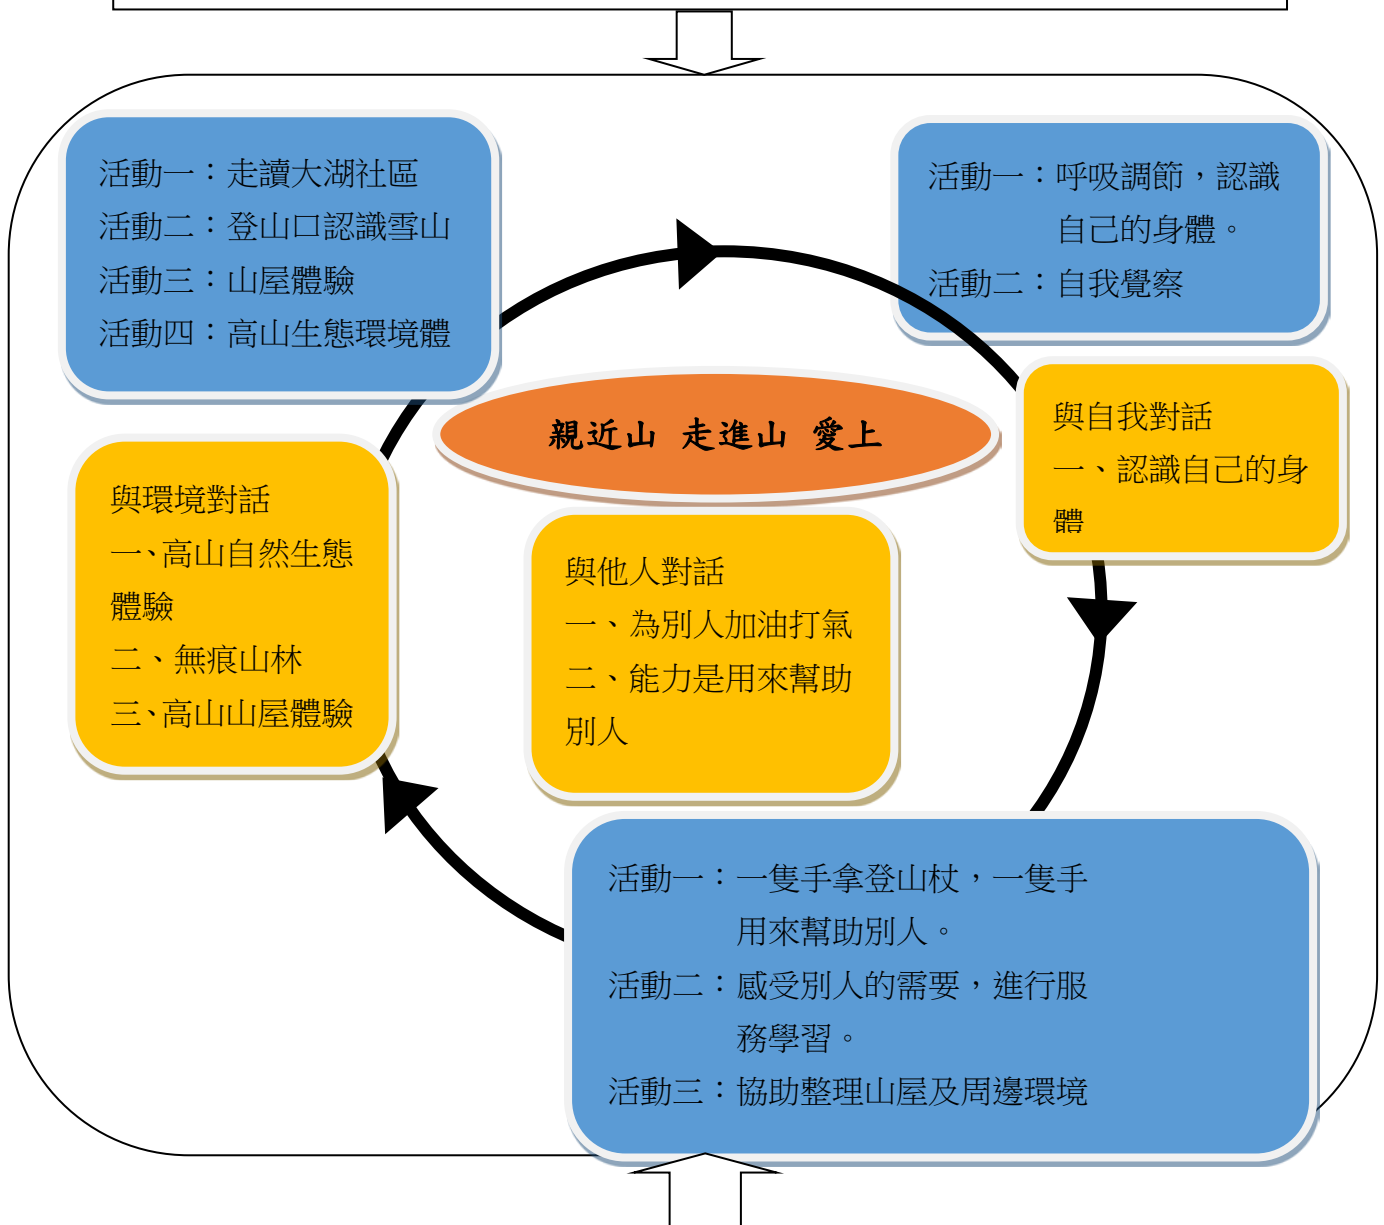 活動一：走讀大湖社區
活動二：登山口認識雪山
活動三：山屋體驗
活動四：高山生態環境體
活動一：呼吸調節，認識
自己的身體。
活動二：自我覺察
親近山 走進山 愛上
與自我對話
一、認識自己的身
體
與環境對話
一、高山自然生態
體驗
二、無痕山林
三、高山山屋體驗
與他人對話
一、為別人加油打氣
二、能力是用來幫助
別人
活動一：一隻手拿登山杖，一隻手
用來幫助別人。
活動二：感受別人的需要，進行服
務學習。
活動三：協助整理山屋及周邊環境